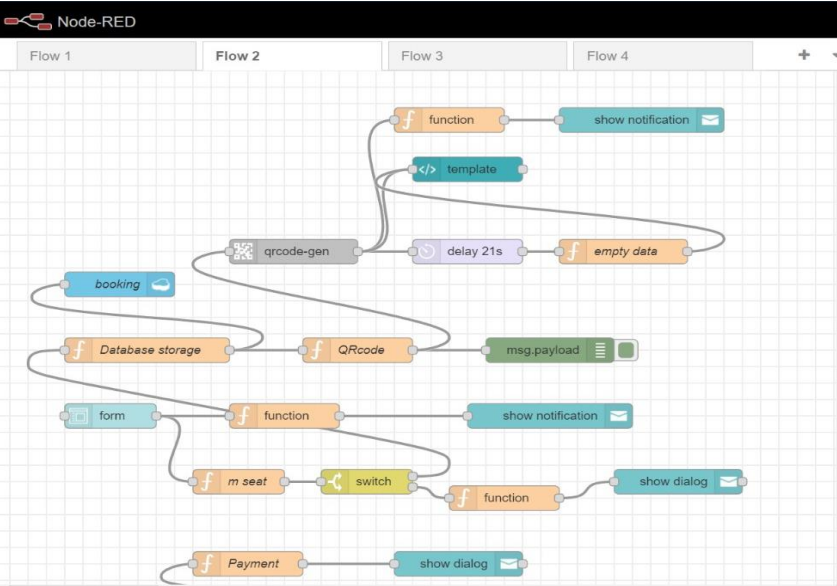 Node-RED
Flow 1
Flow 2
Flow 3
Flow 4
+
function
show notification
</> template
qrcode-gen
delay 21s
empty data
booking
Database storage
QRcode
msg.payload
form
function
show notification
m seat
switch
function
show dialog
Payment
show dialog